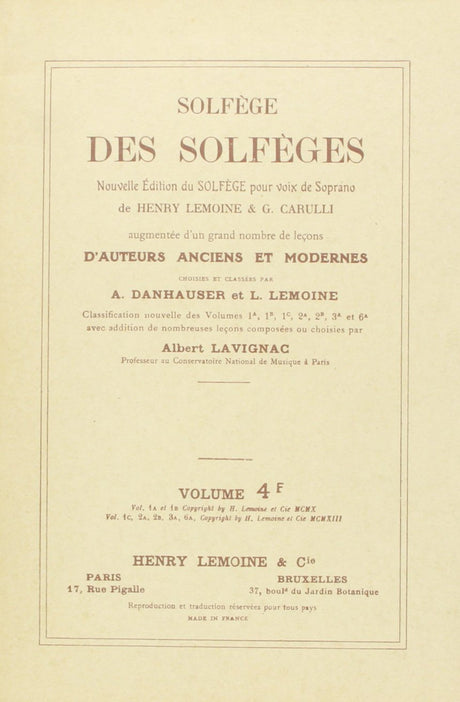 SOLFÈGE
DES SOLFÈGES
Nouvelle Édition du SOLFÈGE pour voix de Soprano
de HENRY LEMOINE & G. CARULLI
augmentée d'un grand nombre de leçons
D'AUTEURS ANCIENS ET MODERNES
CHOISIES ET CLASSÉES PAR
A. DANHAUSER et L. LEMOINE
Classification nouvelle des Volumes 1ᴬ, 1ᴮ, 1ᶜ, 2ᴬ, 2ᴮ, 3ᴬ et 6ᴬ
avec addition de nombreuses leçons composées ou choisies par
Albert LAVIGNAC
Professeur au Conservatoire National de Musique à Paris
VOLUME 4 F
Vol. 1A et 1B Copyright by H. Lemoine et Cie MCMX
Vol. 1C, 2A, 2B, 3A, 6A, Copyright by H. Lemoine et Cie MCMXIII
HENRY LEMOINE & Cie
PARIS
17, Rue Pigalle
BRUXELLES
37, boulᵈ du Jardin Botanique
Reproduction et traduction réservées pour tous pays
MADE IN FRANCE